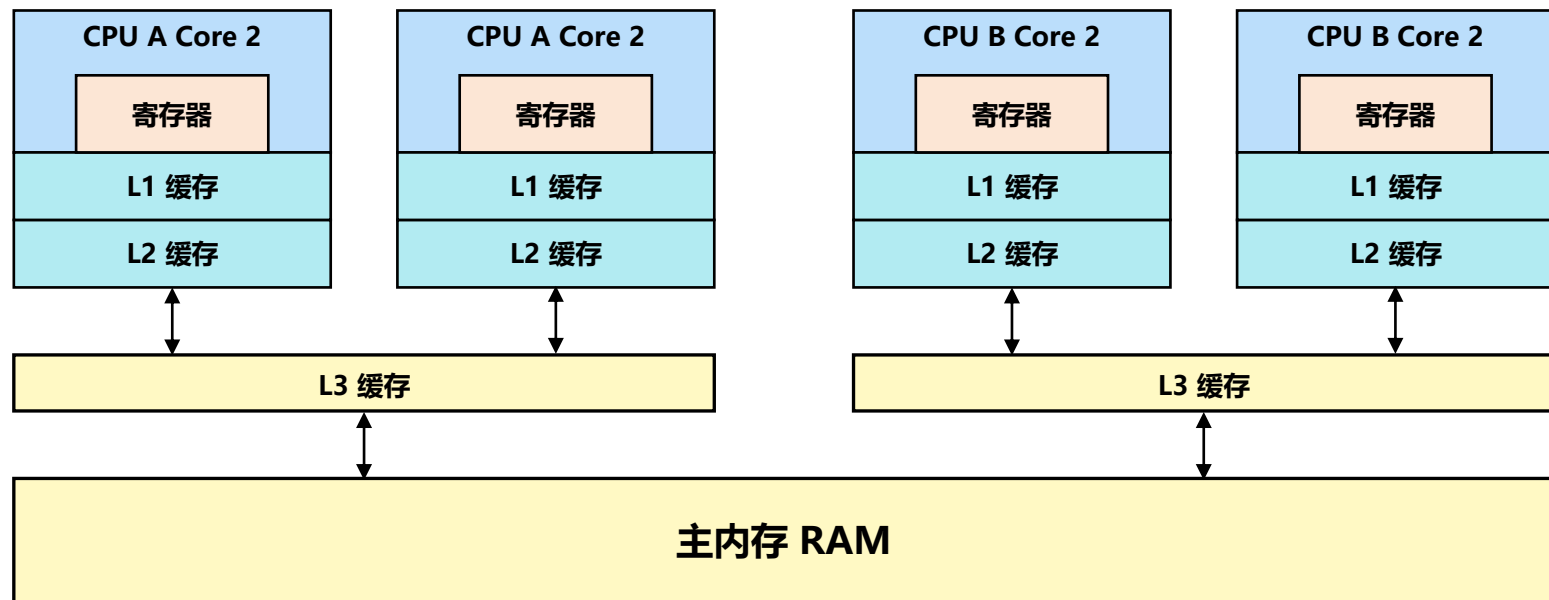 CPU A Core 2
CPU A Core 2
CPU B Core 2
CPU B Core 2
寄存器
寄存器
寄存器
寄存器
L1 缓存
L1 缓存
L1 缓存
L1 缓存
L2 缓存
L2 缓存
L2 缓存
L2 缓存
L3 缓存
L3 缓存
主内存 RAM